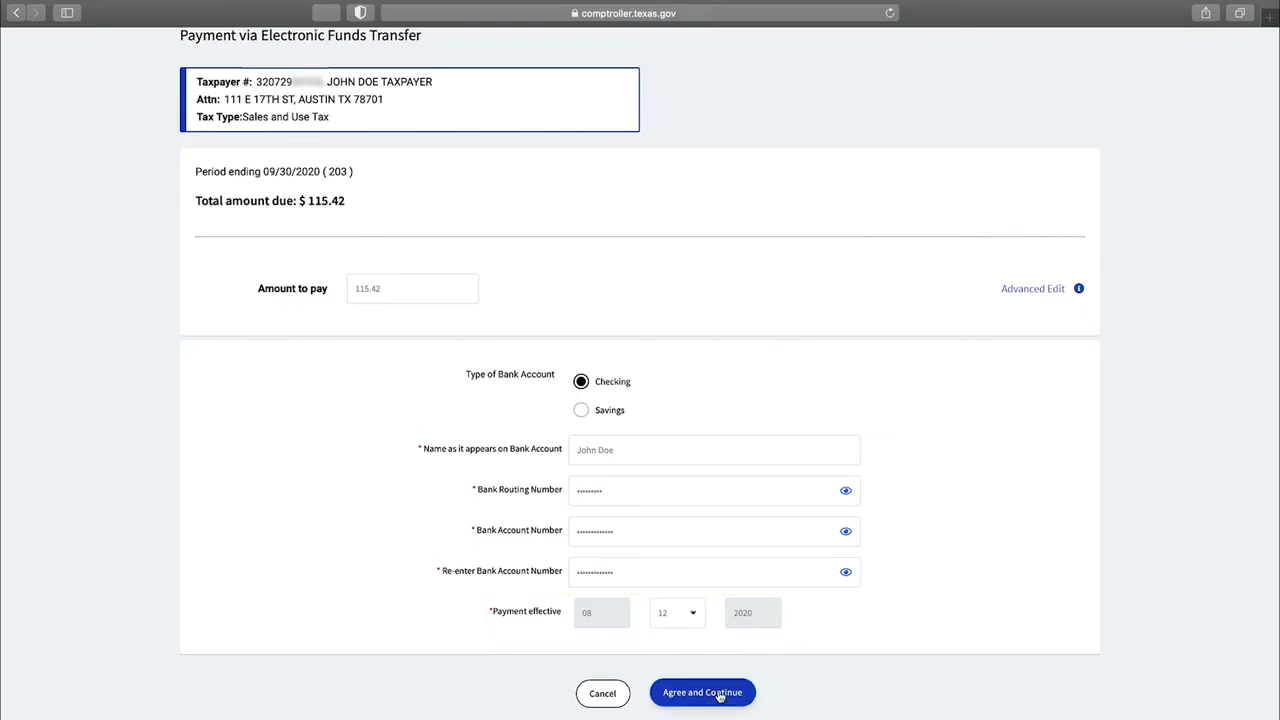 comptroller.texas.gov
Payment via Electronic Funds Transfer
Taxpayer #: 320729 JOHN DOE TAXPAYER
Attn: 111 E 17TH ST, AUSTIN TX 78701
Tax Type:Sales and Use Tax
Period ending 09/30/2020 ( 203 )
Total amount due: $ 115.42
Amount to pay 115.42 Advanced Edit
Type of Bank Account
Checking
Savings
* Name as it appears on Bank Account John Doe
* Bank Routing Number •••••••••
* Bank Account Number •••••••••••••
* Re-enter Bank Account Number •••••••••••••
*Payment effective 08 12 2020
Cancel Agree and Continue